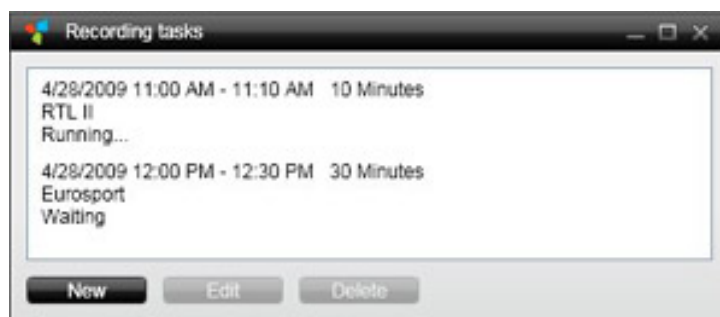 Recording tasks
4/28/2009 11:00 AM - 11:10 AM 10 Minutes
RTL II
Running...
4/28/2009 12:00 PM - 12:30 PM 30 Minutes
Eurosport
Waiting
New Edit Delete